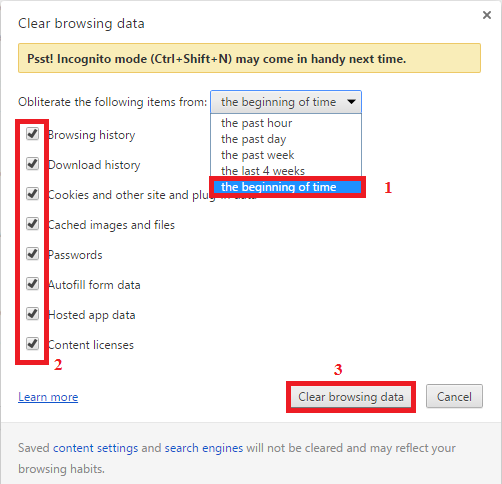 Clear browsing data
Psst! Incognito mode (Ctrl+Shift+N) may come in handy next time.
Obliterate the following items from: the beginning of time
the past hour
the past day
the past week
the last 4 weeks
the beginning of time
1
Browsing history
Download history
Cookies and other site and plug-in data
Cached images and files
Passwords
Autofill form data
Hosted app data
Content licenses
2
3
Learn more
Clear browsing data
Cancel
Saved content settings and search engines will not be cleared and may reflect your
browsing habits.